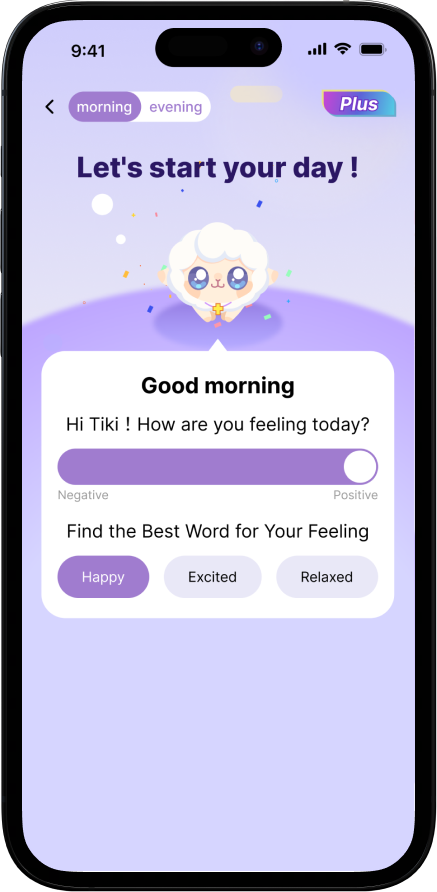 9:41
morning evening
Plus
Let's start your day !
Good morning
Hi Tiki ! How are you feeling today?
Negative Positive
Find the Best Word for Your Feeling
Happy Excited Relaxed